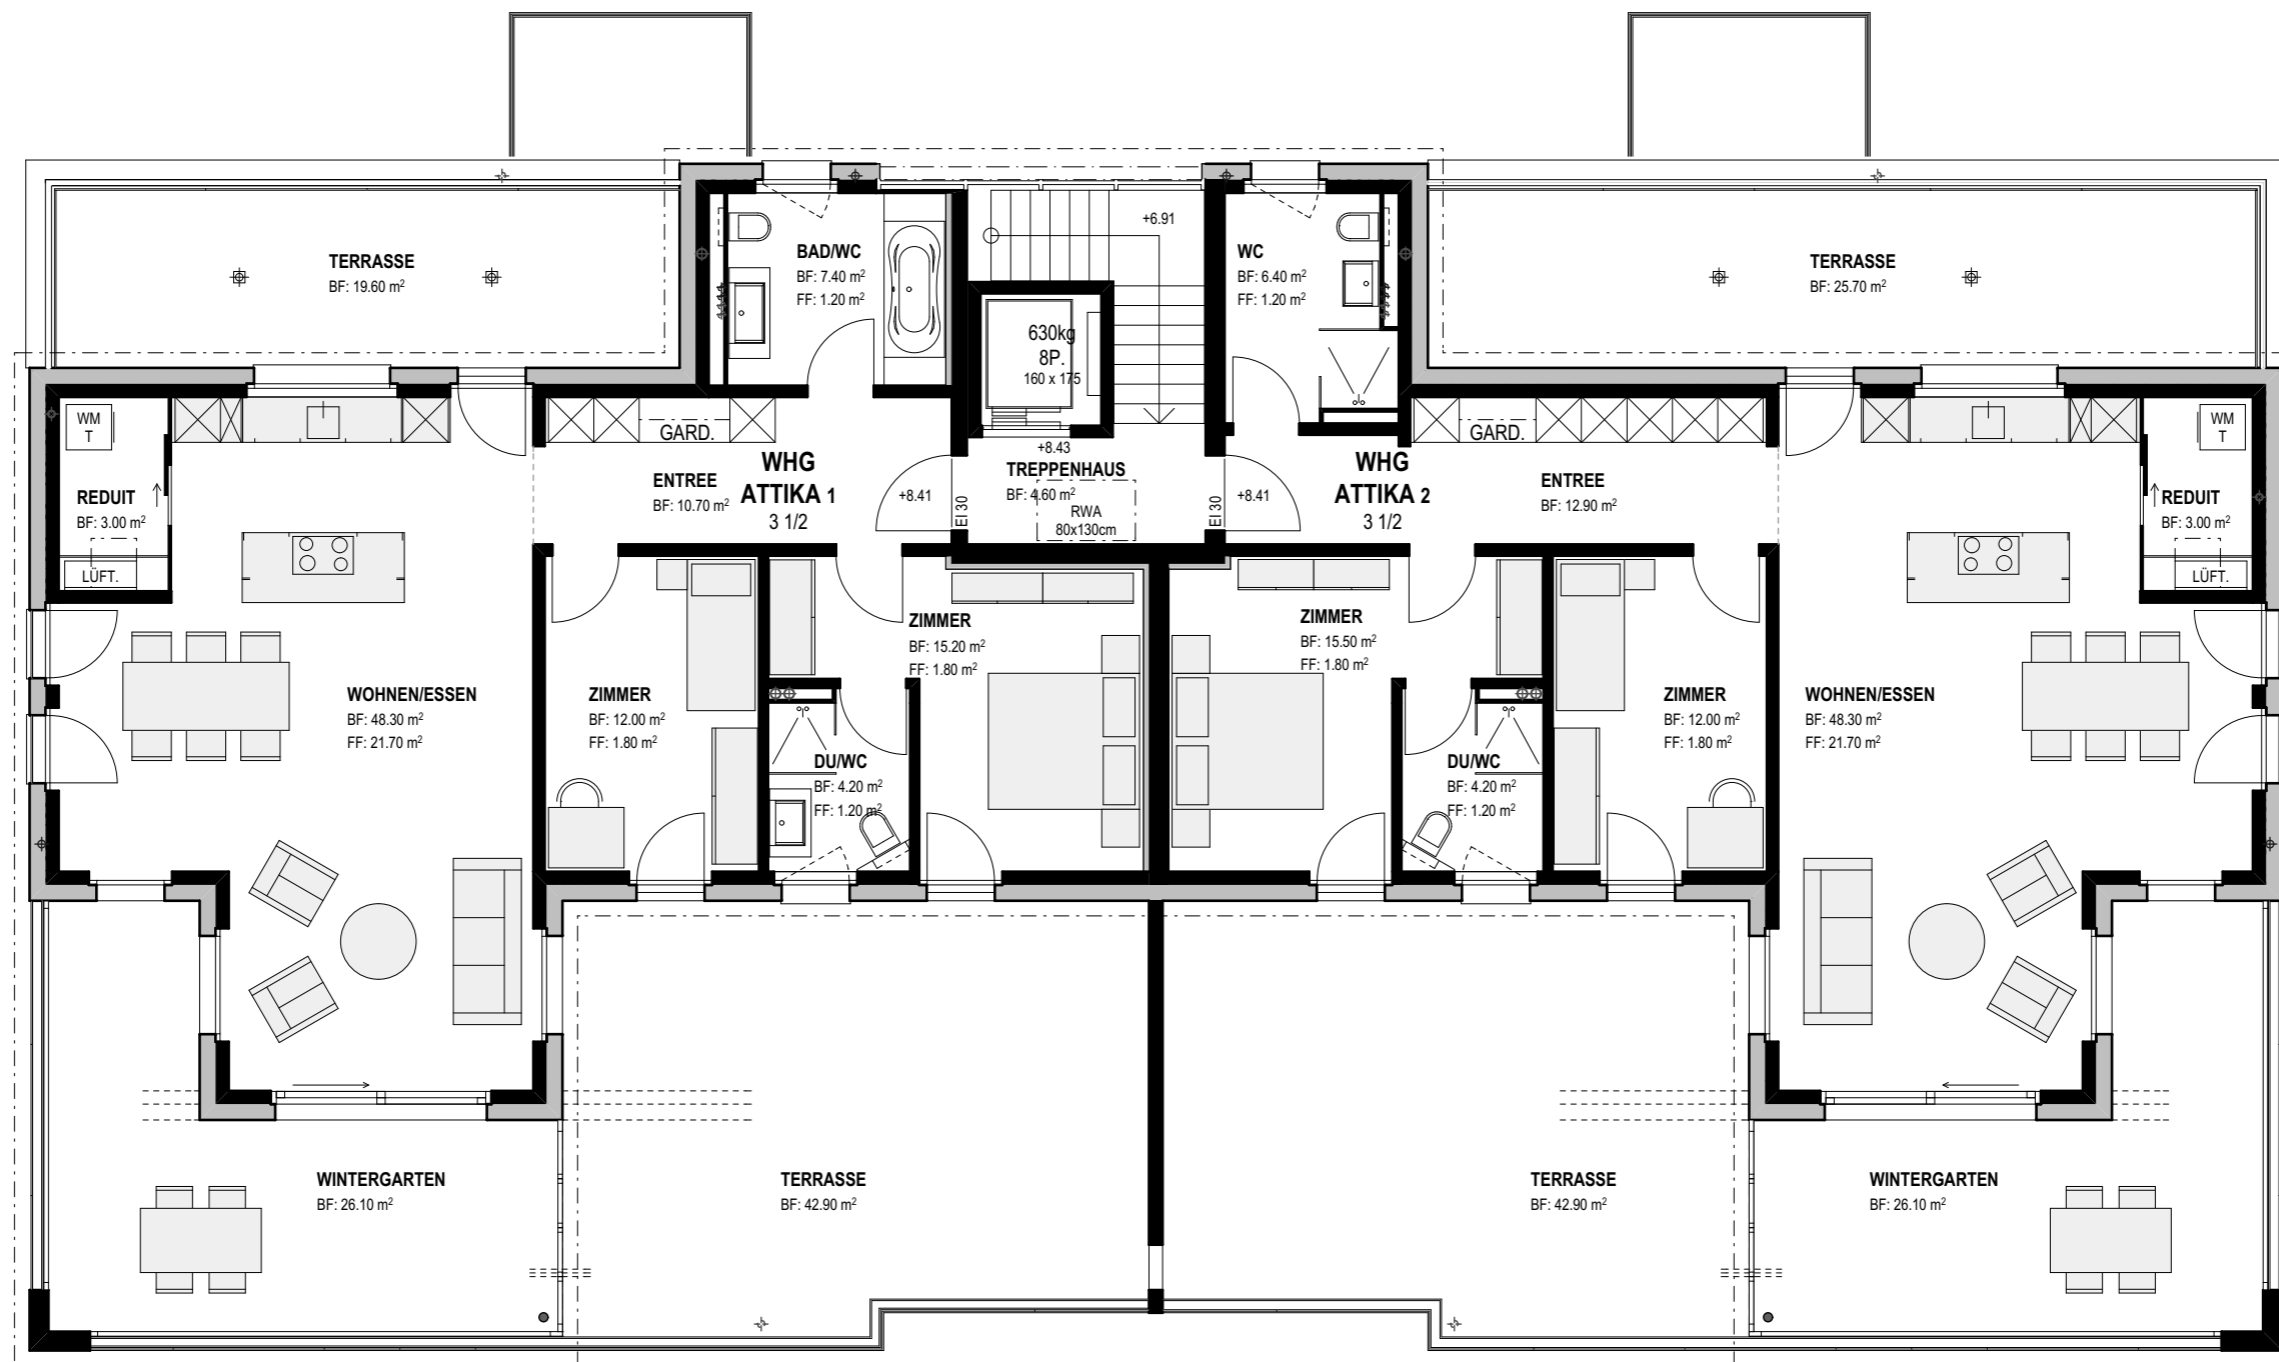 TERRASSE
BF: 19.60 m²
BAD/WC
BF: 7.40 m²
FF: 1.20 m²
+6.91
WC
BF: 6.40 m²
FF: 1.20 m²
TERRASSE
BF: 25.70 m²
630kg
8P.
160 x 175
WM
T
GARD.
+8.43
GARD.
WM
T
REDUIT
BF: 3.00 m²
LÜFT.
ENTREE
BF: 10.70 m²
WHG
ATTIKA 1
3 1/2
+8.41
EI 30
TREPPENHAUS
BF: 4.60 m²
RWA
80x130cm
EI 30
+8.41
WHG
ATTIKA 2
3 1/2
ENTREE
BF: 12.90 m²
REDUIT
BF: 3.00 m²
LÜFT.
WOHNEN/ESSEN
BF: 48.30 m²
FF: 21.70 m²
ZIMMER
BF: 12.00 m²
FF: 1.80 m²
ZIMMER
BF: 15.20 m²
FF: 1.80 m²
DU/WC
BF: 4.20 m²
FF: 1.20 m²
ZIMMER
BF: 15.50 m²
FF: 1.80 m²
DU/WC
BF: 4.20 m²
FF: 1.20 m²
ZIMMER
BF: 12.00 m²
FF: 1.80 m²
WOHNEN/ESSEN
BF: 48.30 m²
FF: 21.70 m²
WINTERGARTEN
BF: 26.10 m²
TERRASSE
BF: 42.90 m²
TERRASSE
BF: 42.90 m²
WINTERGARTEN
BF: 26.10 m²